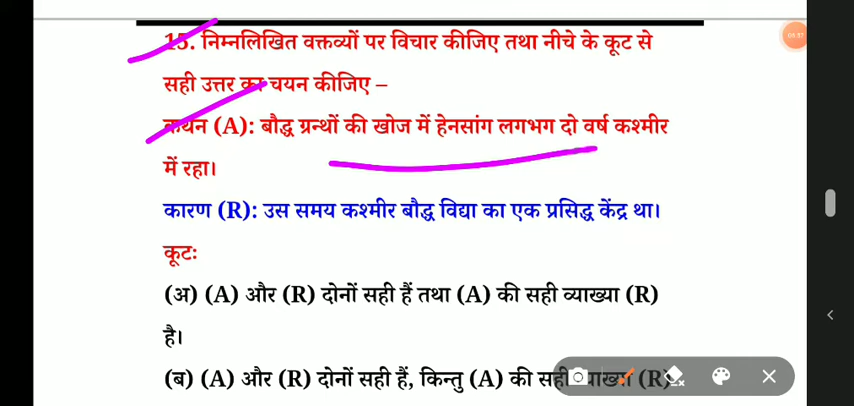 15. निम्नलिखित वक्तव्यों पर विचार कीजिए तथा नीचे के कूट से
सही उत्तर का चयन कीजिए –
कथन (A): बौद्ध ग्रन्थों की खोज में हेनसांग लगभग दो वर्ष कश्मीर
में रहा।
कारण (R): उस समय कश्मीर बौद्ध विद्या का एक प्रसिद्ध केंद्र था।
कूटः
(अ) (A) और (R) दोनों सही हैं तथा (A) की सही व्याख्या (R)
है।
(ब) (A) और (R) दोनों सही हैं, किन्तु (A) की सही व्याख्या (R)